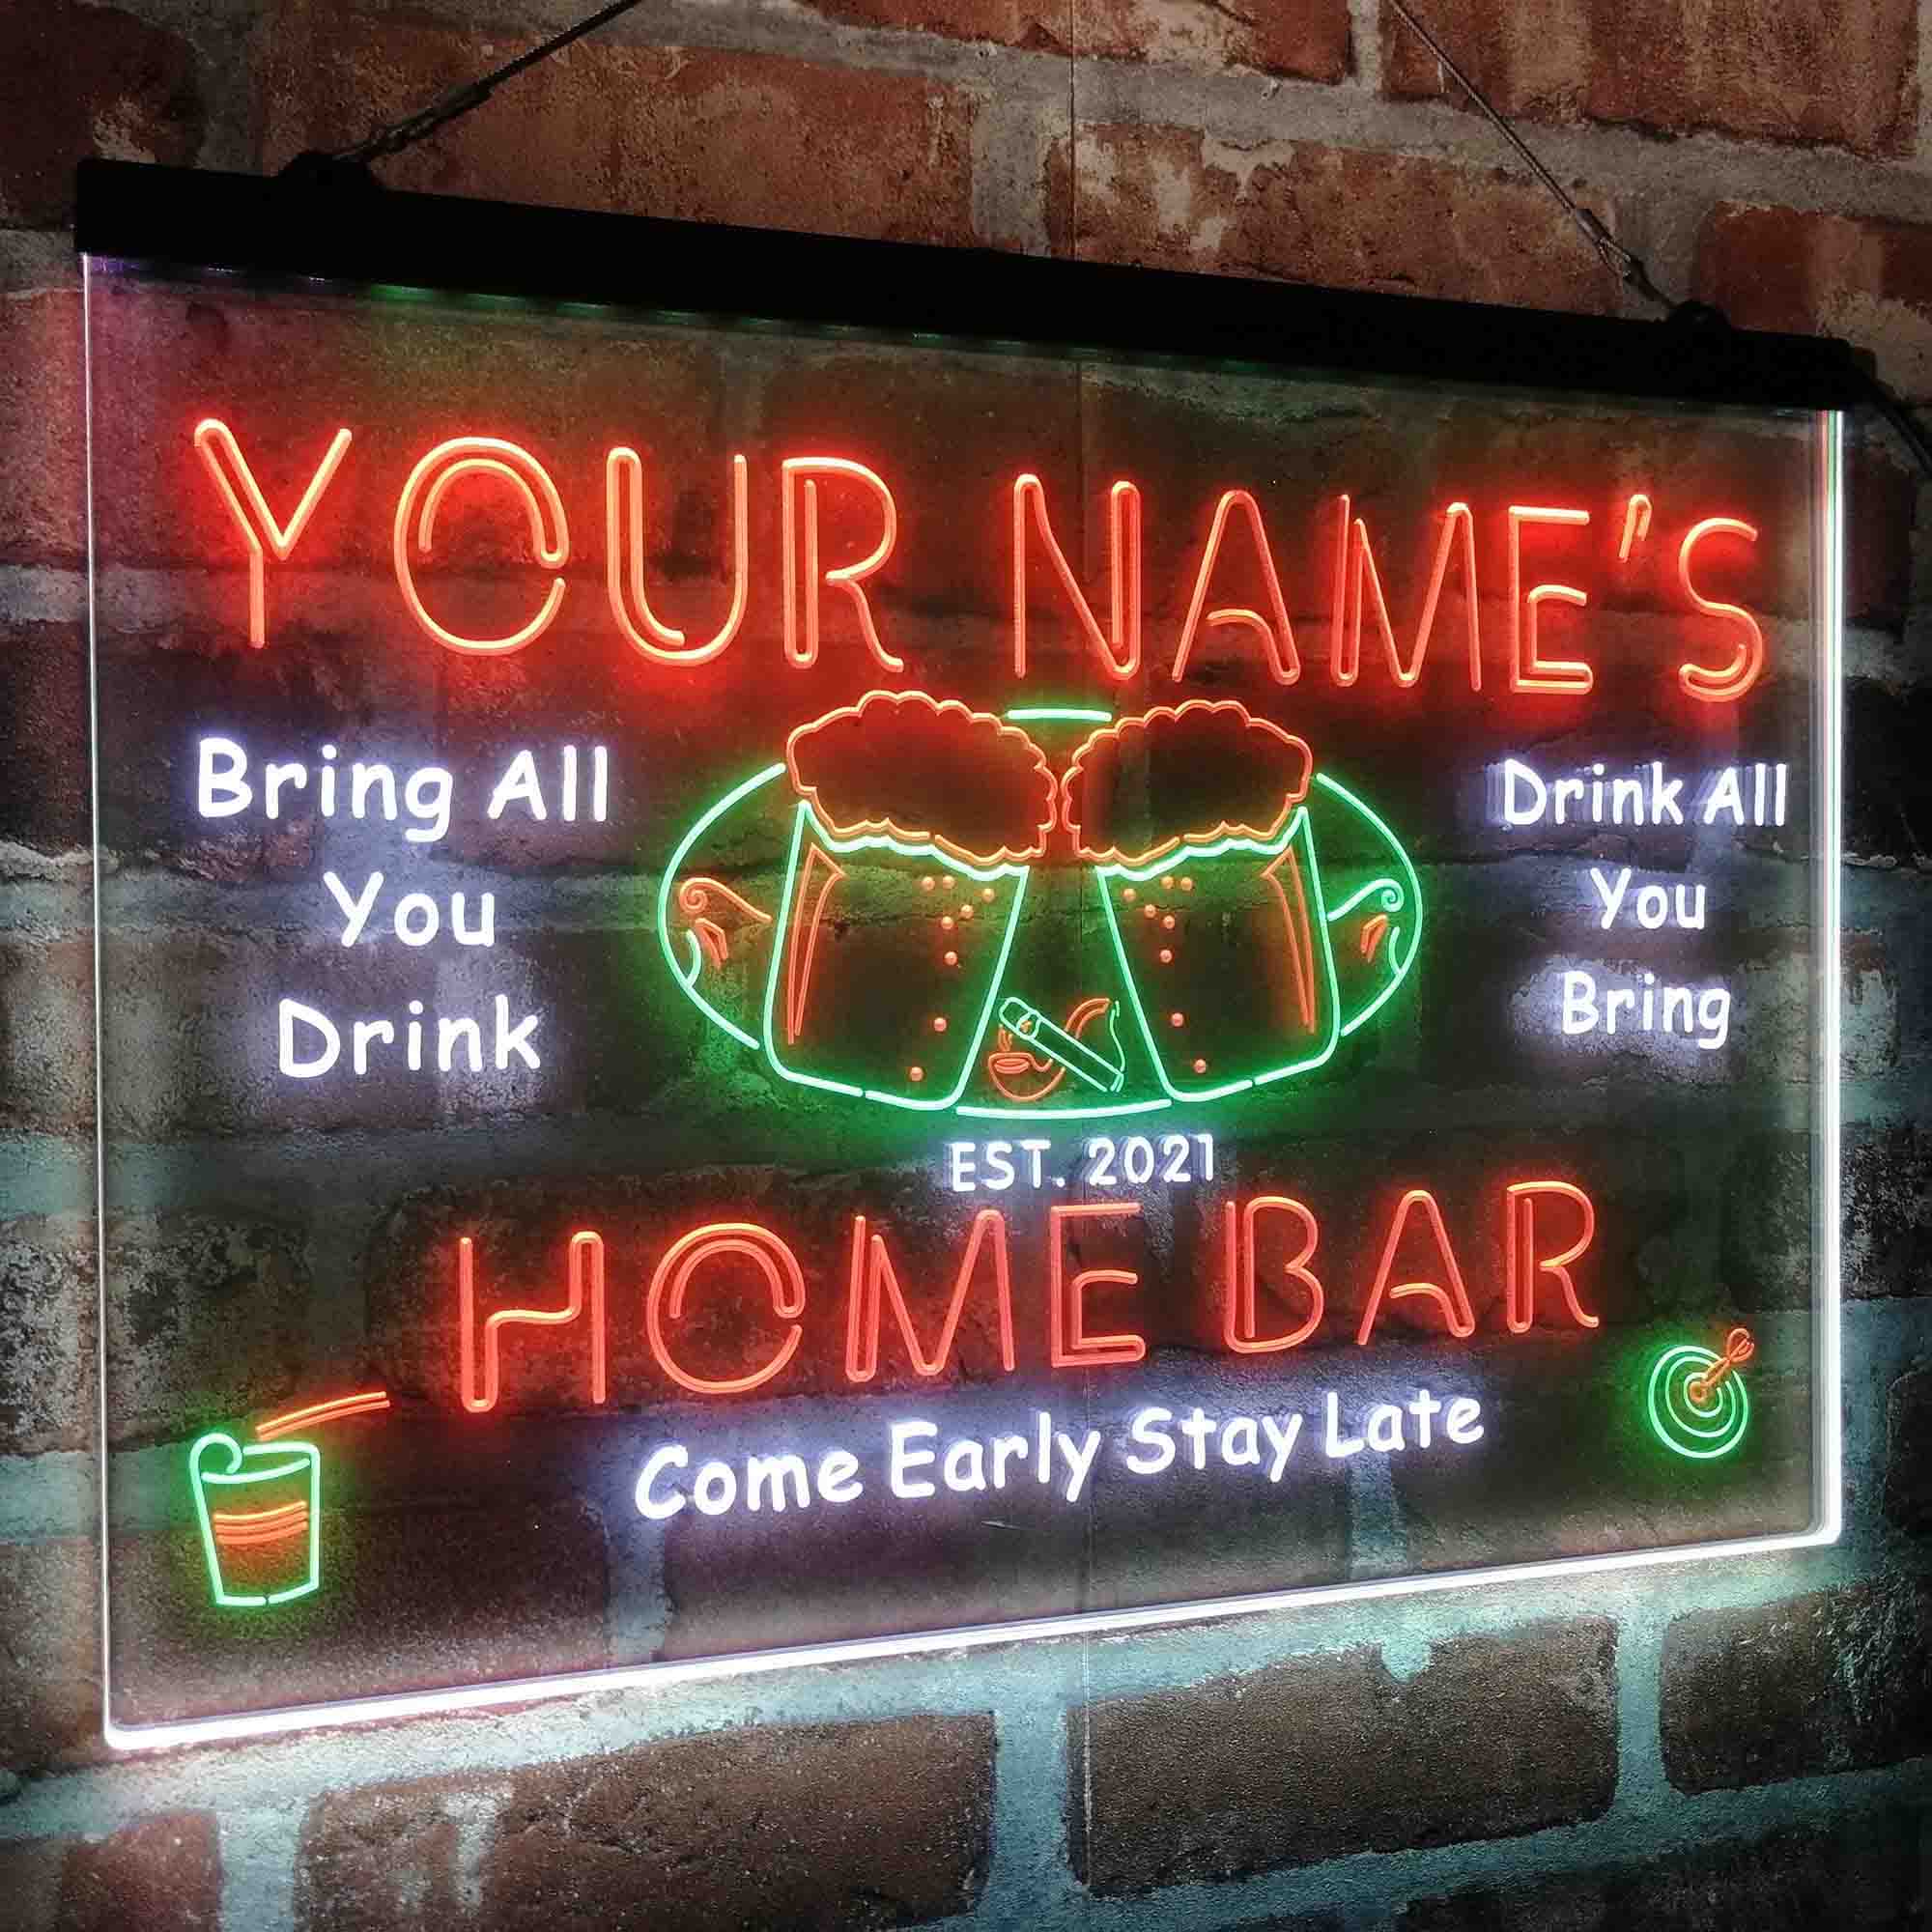 YOUR NAME'S
Bring All
You
Drink
Drink All
You
Bring
EST. 2021
HOME BAR
Come Early Stay Late